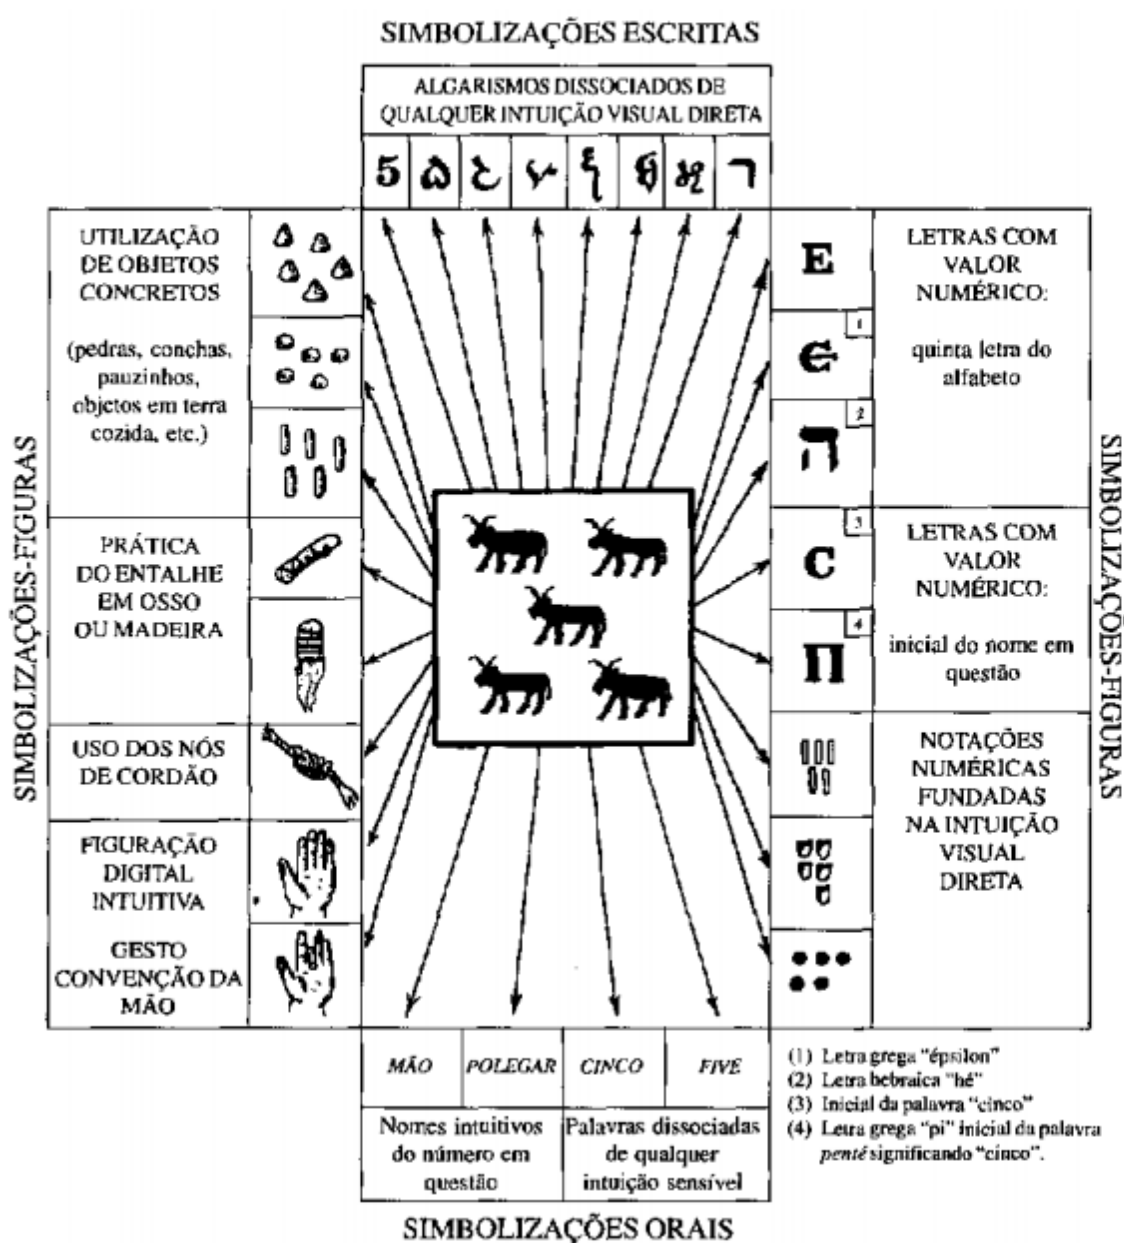 SIMBOLIZAÇÕES ESCRITAS
ALGARISMOS DISSOCIADOS DE
QUALQUER INTUIÇÃO VISUAL DIRETA
5
SIMBOLIZAÇÕES-FIGURAS
UTILIZAÇÃO
DE OBJETOS
CONCRETOS
(pedras, conchas,
pauzinhos,
objetos em terra
cozida, etc.)
PRÁTICA
DO ENTALHE
EM OSSO
OU MADEIRA
USO DOS NÓS
DE CORDÃO
FIGURAÇÃO
DIGITAL
INTUITIVA
GESTO
CONVENÇÃO DA
MÃO
E
1
Є
2
ה
3
C
4
Π
LETRAS COM
VALOR
NUMÉRICO:
quinta letra do
alfabeto
LETRAS COM
VALOR
NUMÉRICO:
inicial do nome em
questão
NOTAÇÕES
NUMÉRICAS
FUNDADAS
NA INTUIÇÃO
VISUAL
DIRETA
SIMBOLIZAÇÕES-FIGURAS
MÃO POLEGAR CINCO FIVE
Nomes intuitivos
do número em
questão
Palavras dissociadas
de qualquer
intuição sensível
SIMBOLIZAÇÕES ORAIS
(1) Letra grega “épsilon”
(2) Letra hebraica “hé”
(3) Inicial da palavra “cinco”
(4) Letra grega “pi” inicial da palavra
penté significando “cinco”.